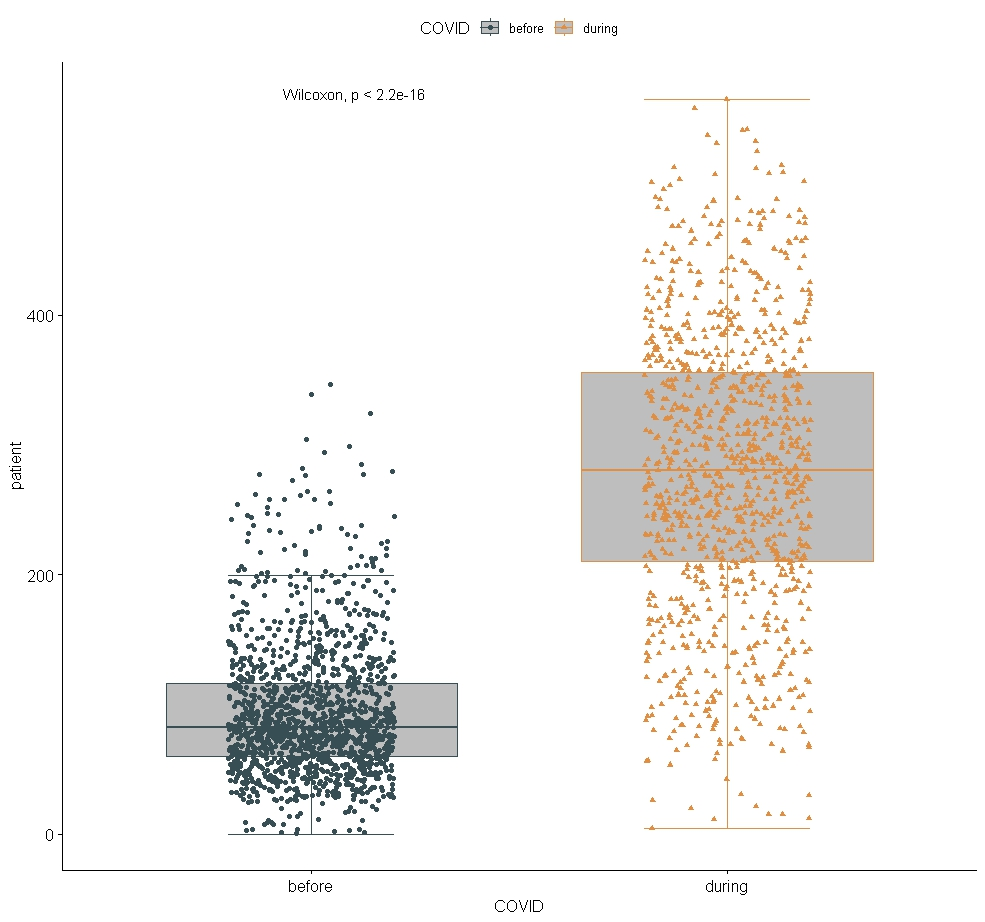 COVID before during
Wilcoxon, p < 2.2e-16
400
200
0
patient
before during
COVID